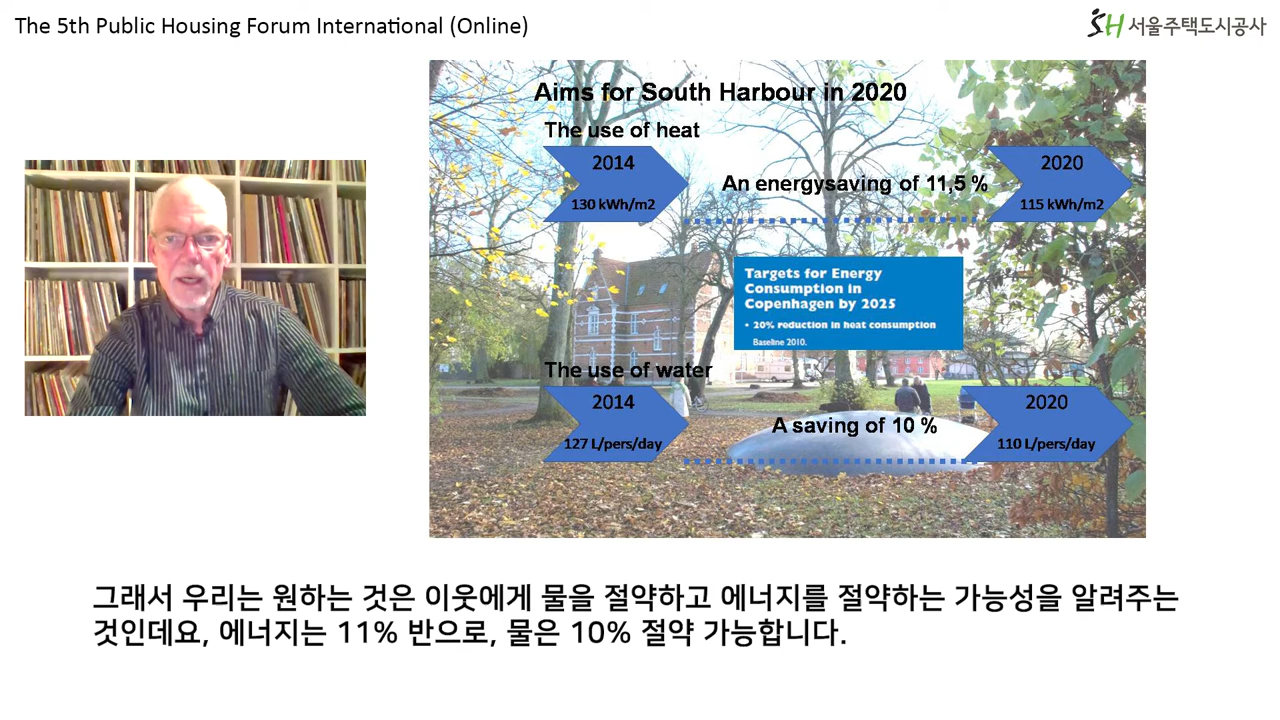 The 5th Public Housing Forum International (Online)
SH 서울주택도시공사
Aims for South Harbour in 2020
The use of heat
2014
130 kWh/m2
An energysaving of 11,5 %
2020
115 kWh/m2
Targets for Energy
Consumption in
Copenhagen by 2025
• 20% reduction in heat consumption
Baseline 2010.
The use of water
2014
127 L/pers/day
A saving of 10 %
2020
110 L/pers/day
그래서 우리는 원하는 것은 이웃에게 물을 절약하고 에너지를 절약하는 가능성을 알려주는
것인데요, 에너지는 11% 반으로, 물은 10% 절약 가능합니다.